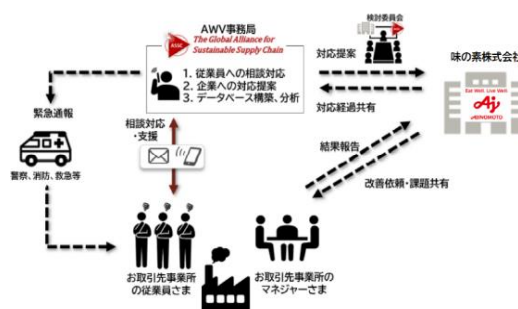 AWV事務局
ASSC
The Global Alliance for
Sustainable Supply Chain
1. 従業員への相談対応
2. 企業への対応提案
3. データベース構築、分析
検討委員会
対応提案
対応経過共有
味の素株式会社
Eat Well, Live Well.
AJINOMOTO
緊急通報
警察、消防、救急等
相談対応
・支援
結果報告
改善依頼・課題共有
お取引先事業所
の従業員さま
お取引先事業所の
マネジャーさま